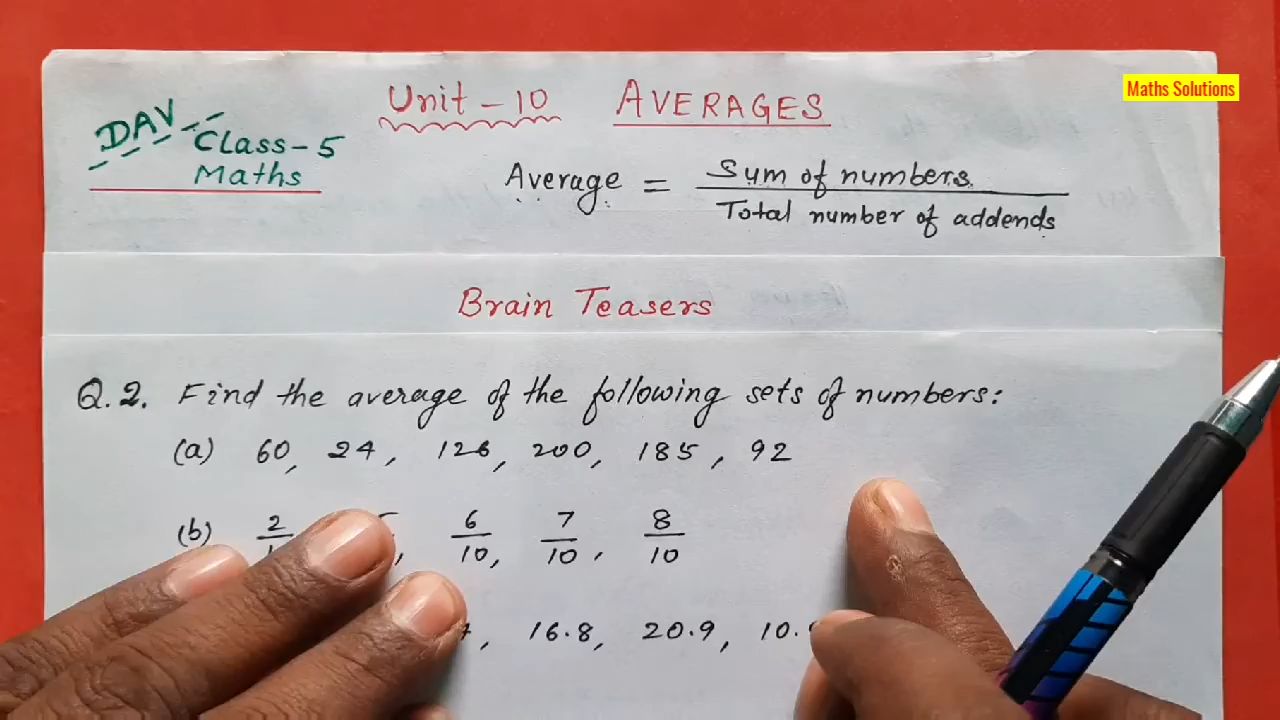 Maths Solutions
Unit - 10 AVERAGES
DAV
Class - 5
Maths
Average = Sum of numbers
Total number of addends
Brain Teasers
Q.2. Find the average of the following sets of numbers:
(a) 60, 24, 126, 200, 185, 92
(b) 2 6 7 8
10, 10, 10
16.8, 20.9,